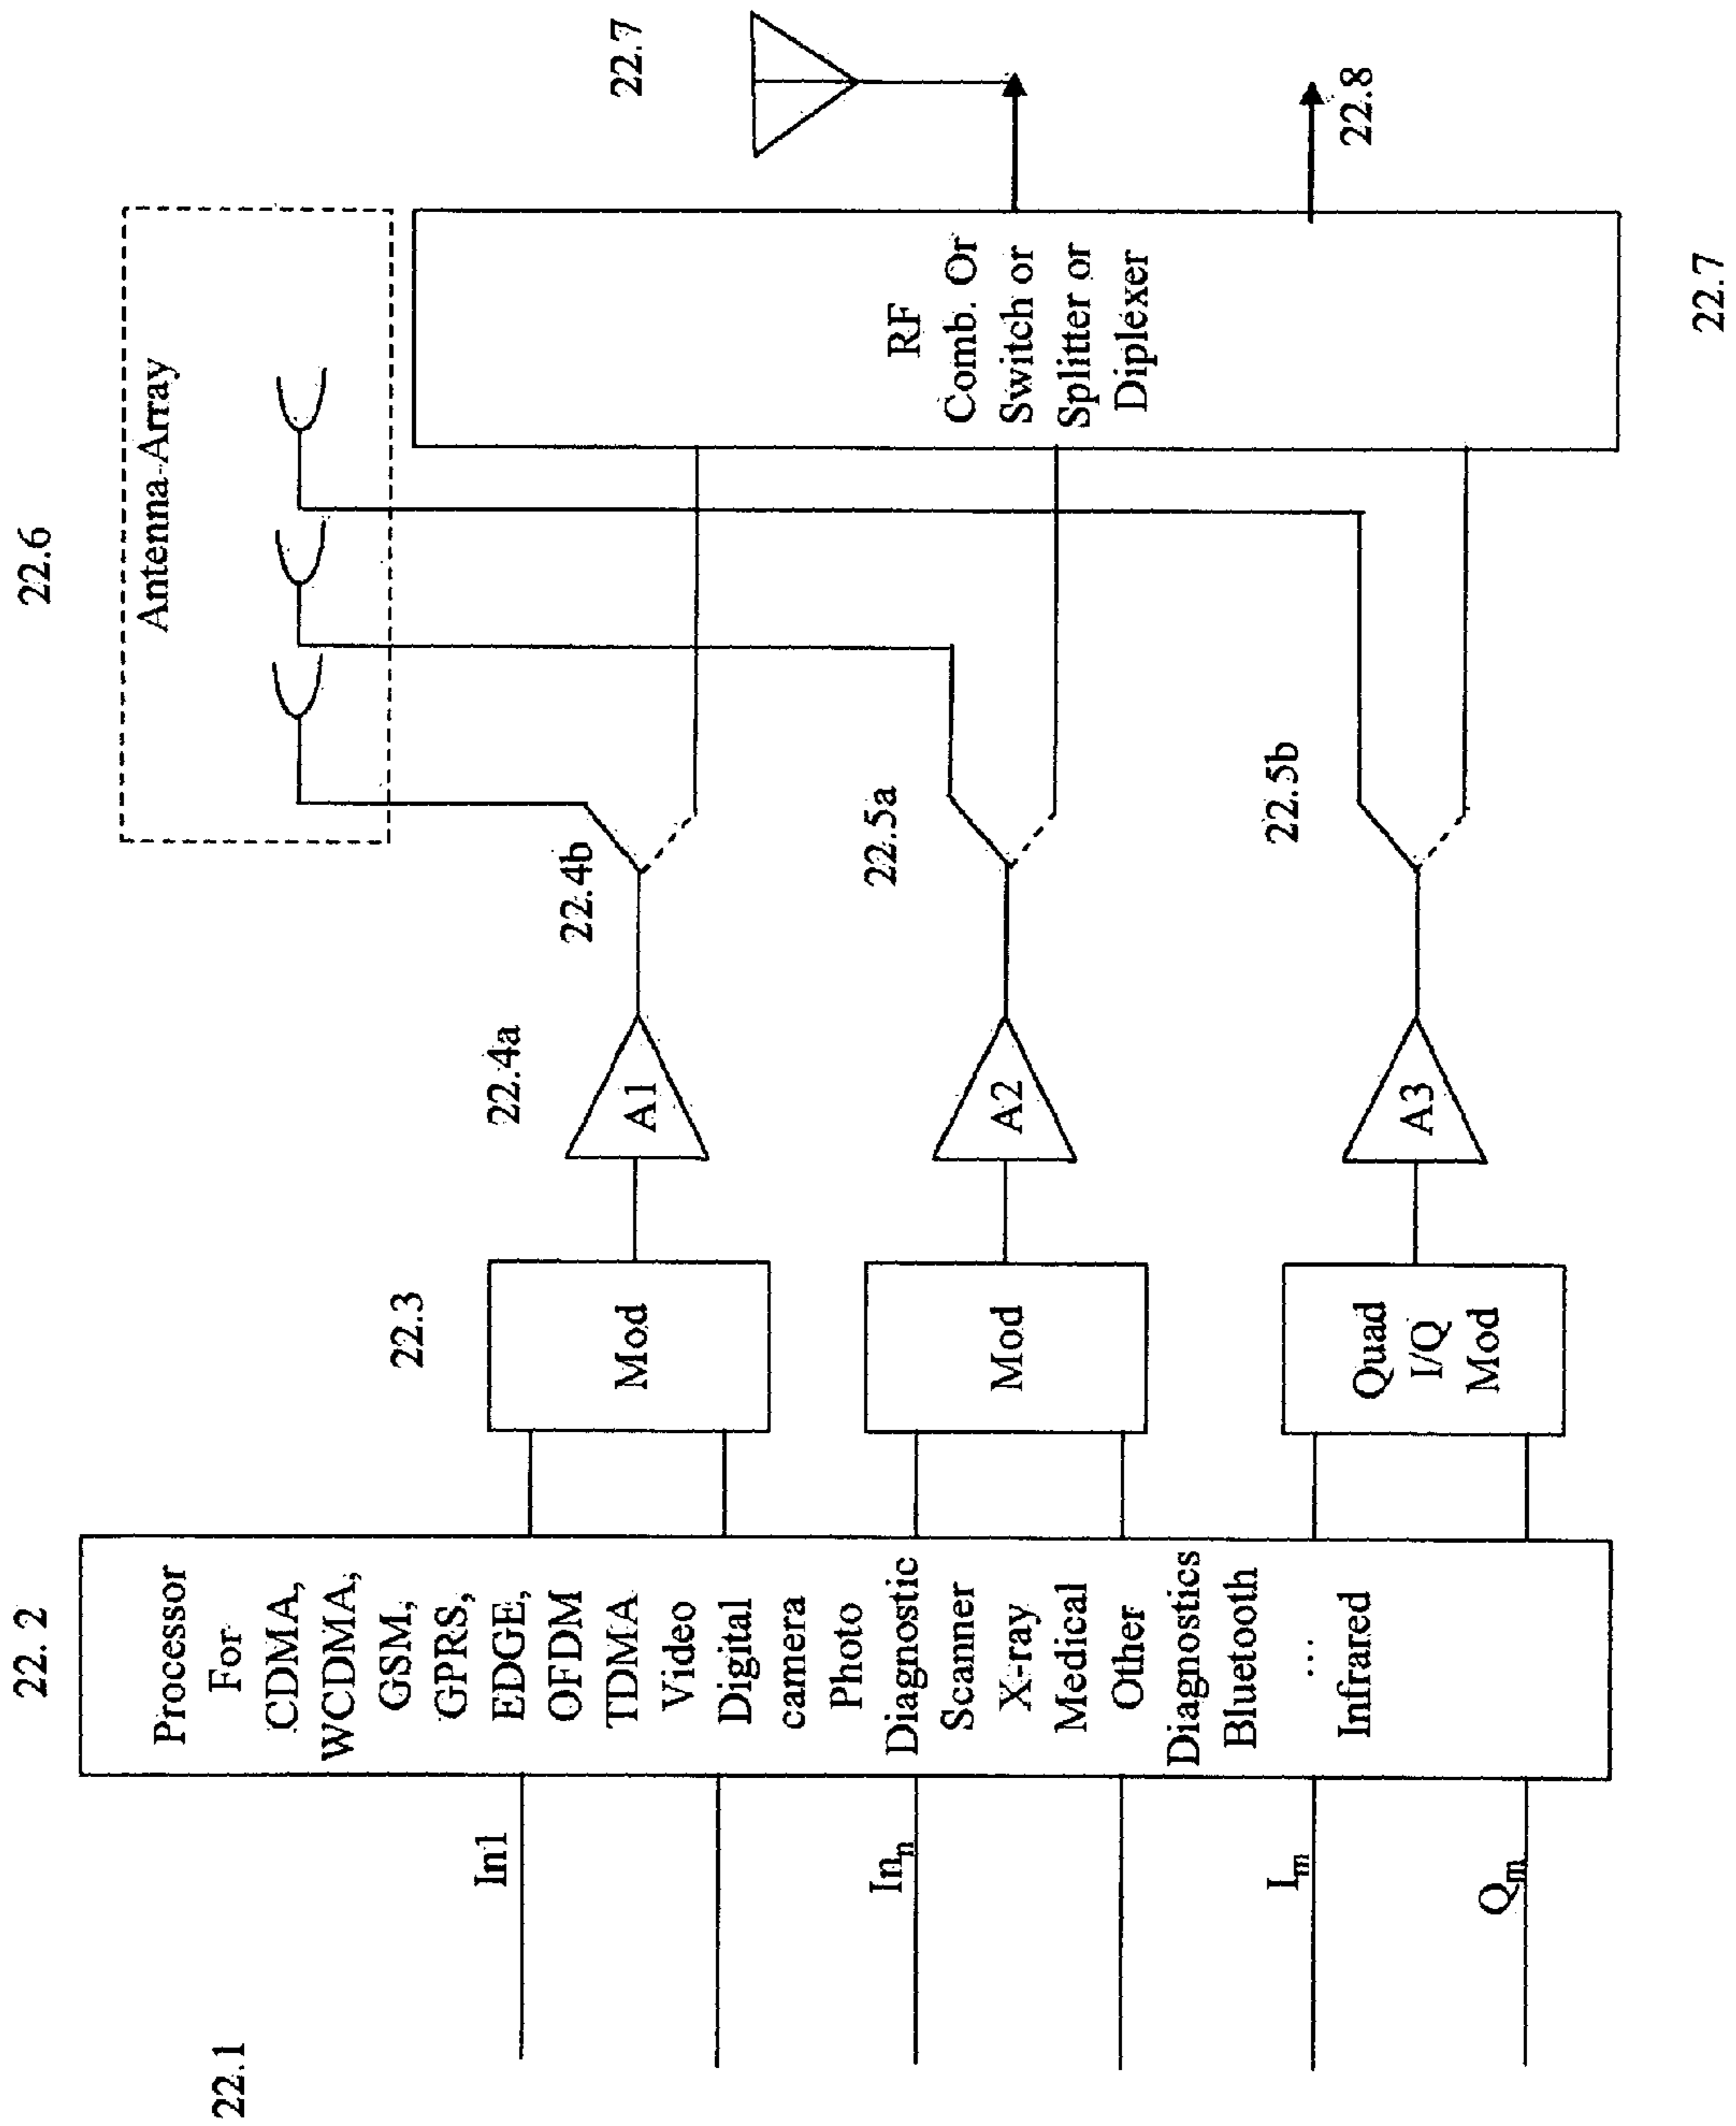 22.1
22. 2
22.6
22.7
Antenna-Array
In1
In_n
I_m
Q_m
Processor
For
CDMA,
WCDMA,
GSM,
GPRS,
EDGE,
OFDM
TDMA
Video
Digital
camera
Photo
Diagnostic
Scanner
X-ray
Medical
Other
Diagnostics
Bluetooth
...
Infrared
22.3
Mod
Mod
Quad
I/Q
Mod
22.4a
A1
A2
A3
22.4b
22.5a
22.5b
RF
Comb. Or
Switch or
Splitter or
Diplexer
22.8
22.7